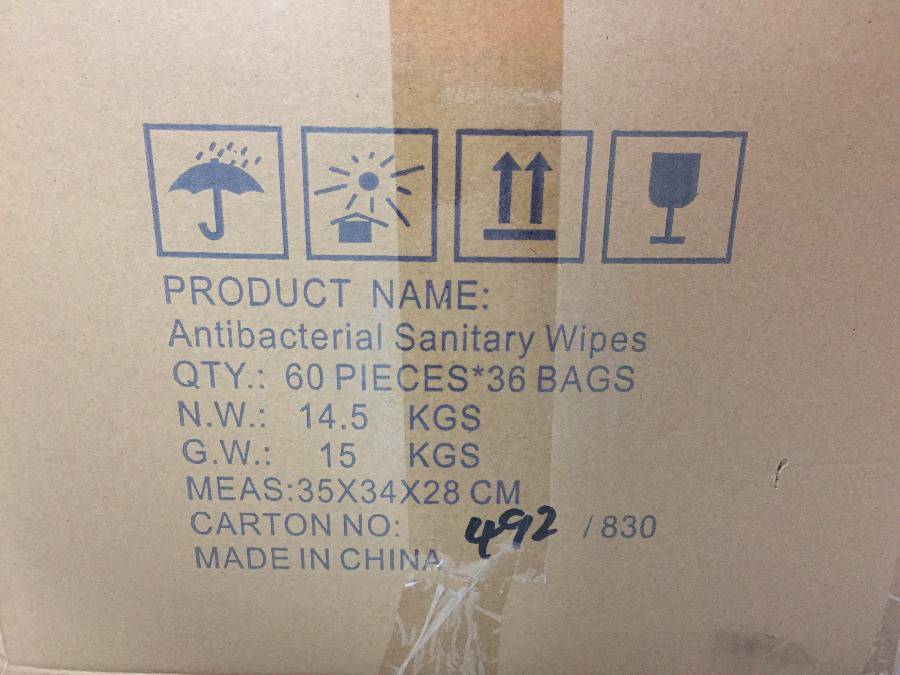 PRODUCT NAME:
Antibacterial Sanitary Wipes
QTY.: 60 PIECES*36 BAGS
N.W.: 14.5 KGS
G.W.: 15 KGS
MEAS:35X34X28 CM
CARTON NO: 492 /830
MADE IN CHINA